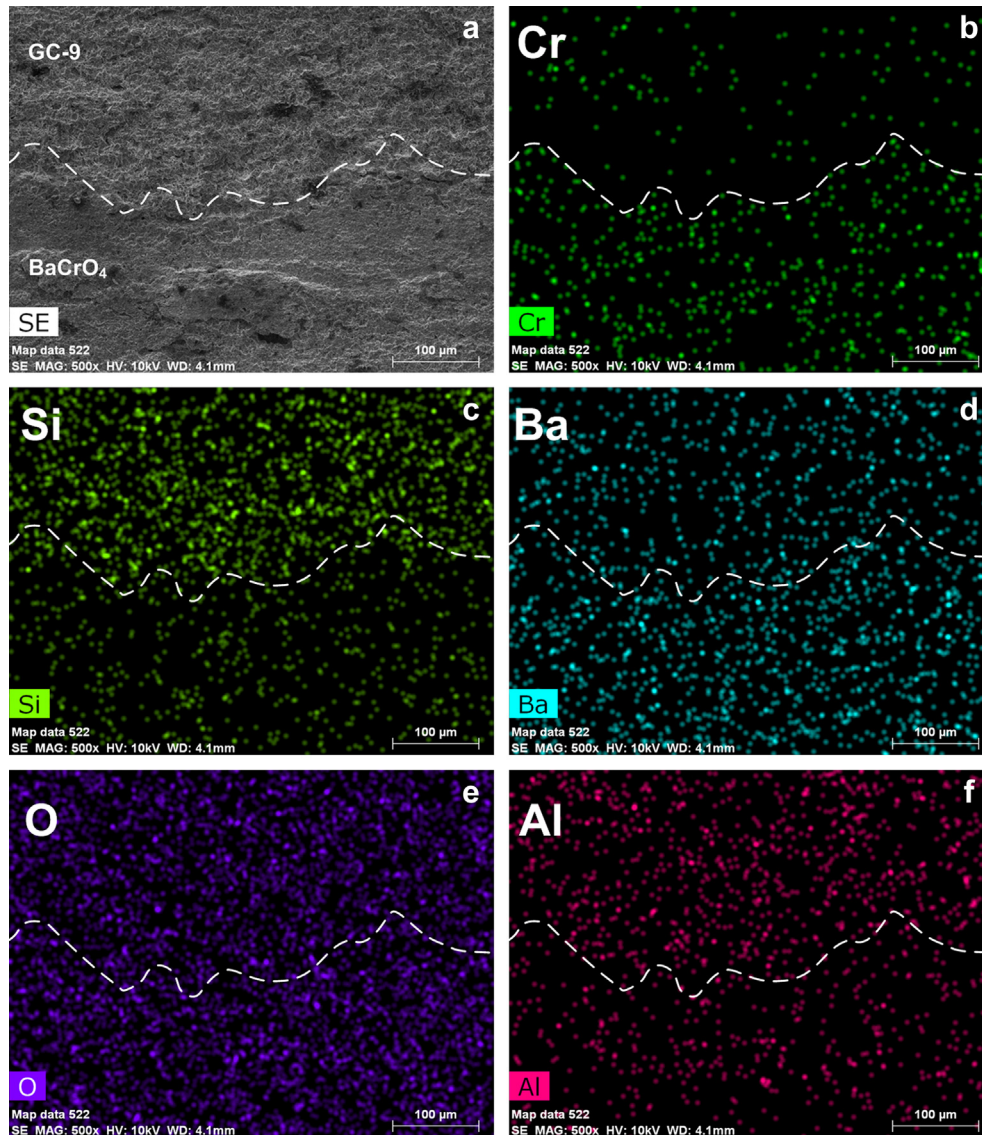 a
GC-9
BaCrO₄
SE
Map data 522
SE MAG: 500x HV: 10kV WD: 4.1mm
100 µm
b
Cr
Cr
Map data 522
SE MAG: 500x HV: 10kV WD: 4.1mm
100 µm
c
Si
Si
Map data 522
SE MAG: 500x HV: 10kV WD: 4.1mm
100 µm
d
Ba
Ba
Map data 522
SE MAG: 500x HV: 10kV WD: 4.1mm
100 µm
e
O
O
Map data 522
SE MAG: 500x HV: 10kV WD: 4.1mm
100 µm
f
Al
Al
Map data 522
SE MAG: 500x HV: 10kV WD: 4.1mm
100 µm